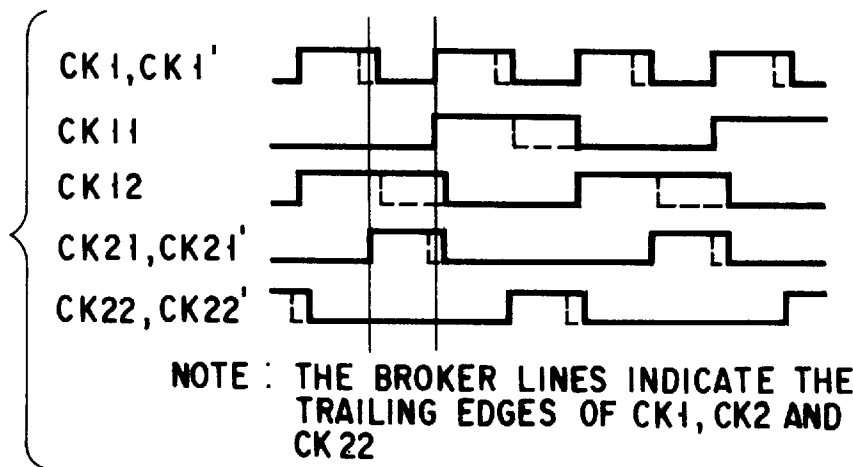 CK1, CK1'
CK11
CK12
CK21, CK21'
CK22, CK22'
NOTE : THE BROKER LINES INDICATE THE
TRAILING EDGES OF CK1, CK2 AND
CK22